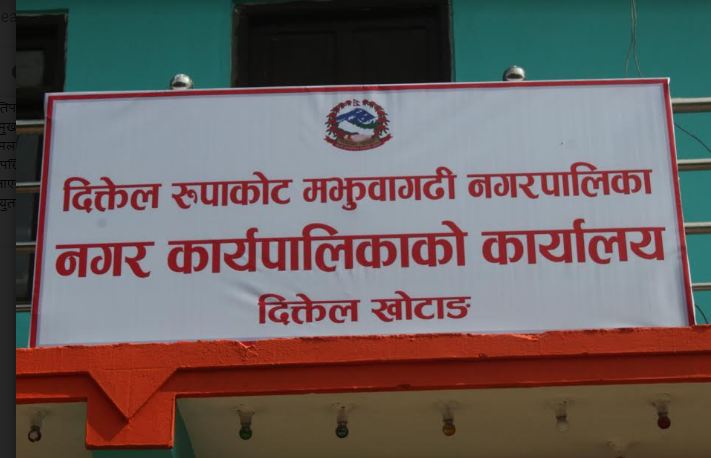 दिक्तेल रुपाकोट मझुवागढी नगरपालिका
नगर कार्यपालिकाको कार्यालय
दिक्तेल खोटाङ